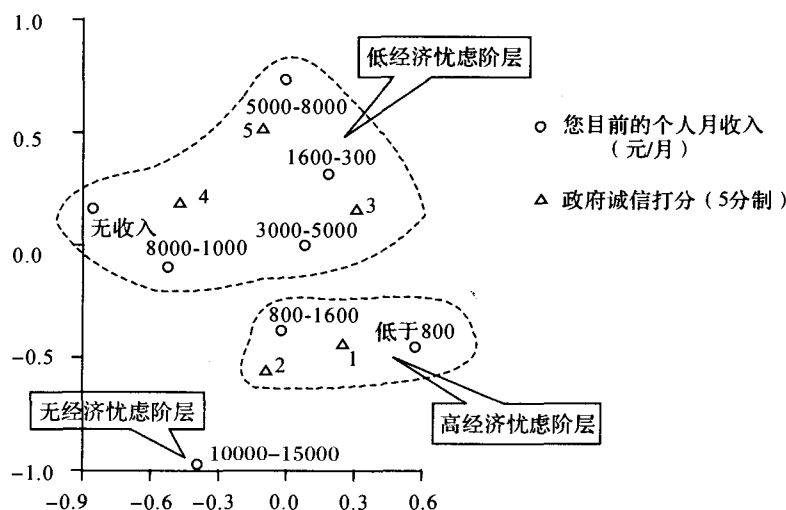 1.0
低经济忧虑阶层
5000-8000
5
0.5
1600-300
您目前的个人月收入
（元/月）
4
3
政府诚信打分（5分制）
无收入
3000-5000
0.0
8000-1000
800-1600
低于800
2
1
-0.5
无经济忧虑阶层
高经济忧虑阶层
10000-15000
-1.0
-0.9
-0.6
-0.3
0.0
0.3
0.6